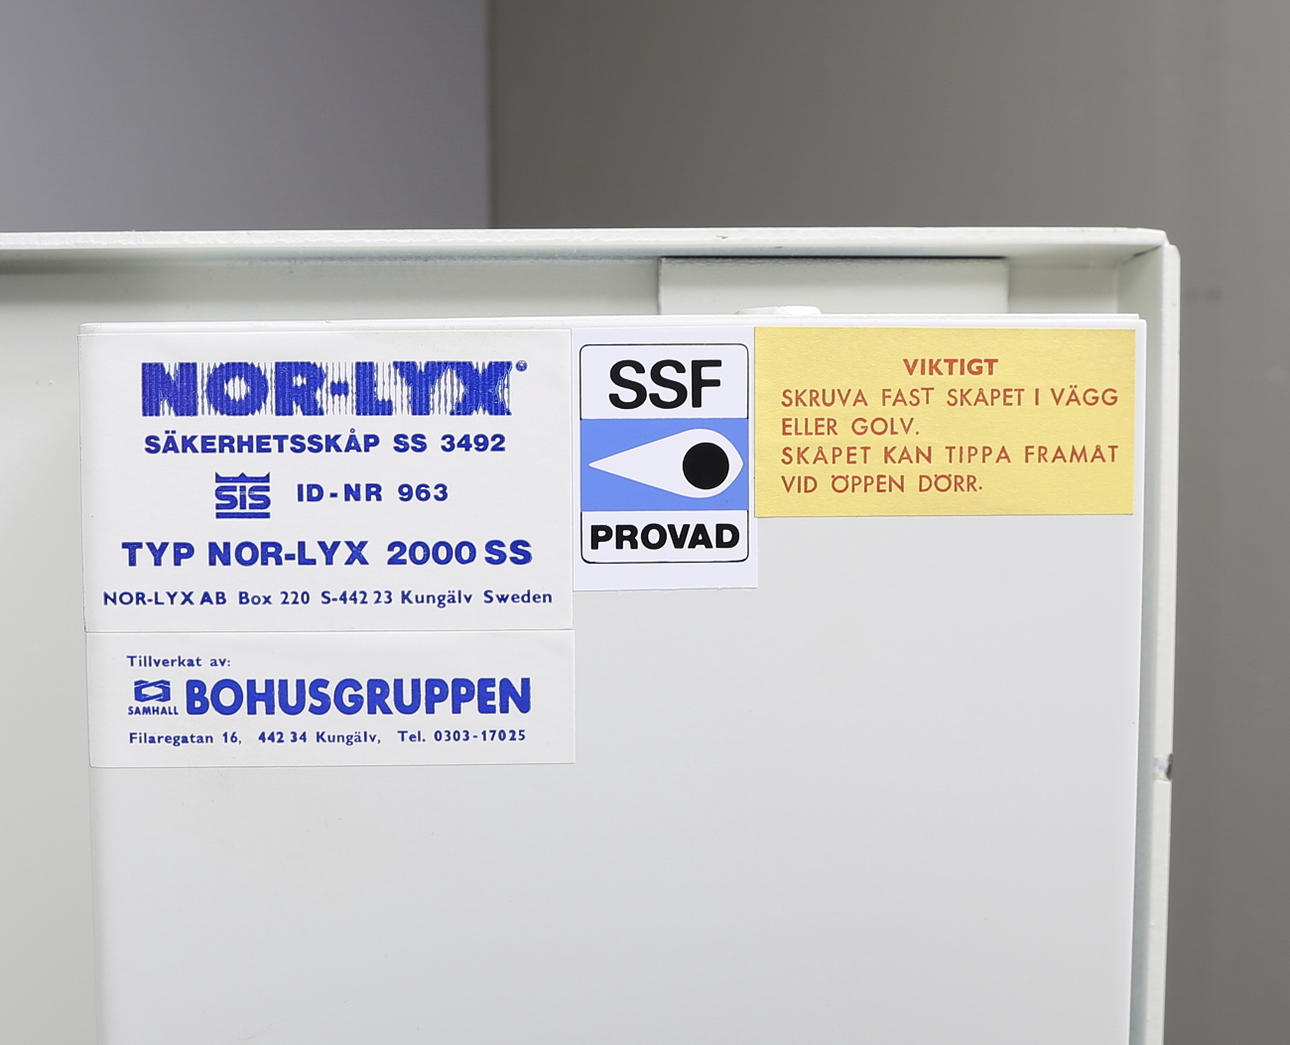 NOR-LYX®
SÄKERHETSSKÅP SS 3492
SIS ID-NR 963
TYP NOR-LYX 2000 SS
NOR-LYX AB Box 220 S-442 23 Kungälv Sweden
Tillverkat av:
SAMHALL BOHUSGRUPPEN
Filaregatan 16, 442 34 Kungälv, Tel. 0303-17025
SSF
PROVAD
VIKTIGT
SKRUVA FAST SKÅPET I VÄGG
ELLER GOLV.
SKÅPET KAN TIPPA FRAMÅT
VID ÖPPEN DÖRR.